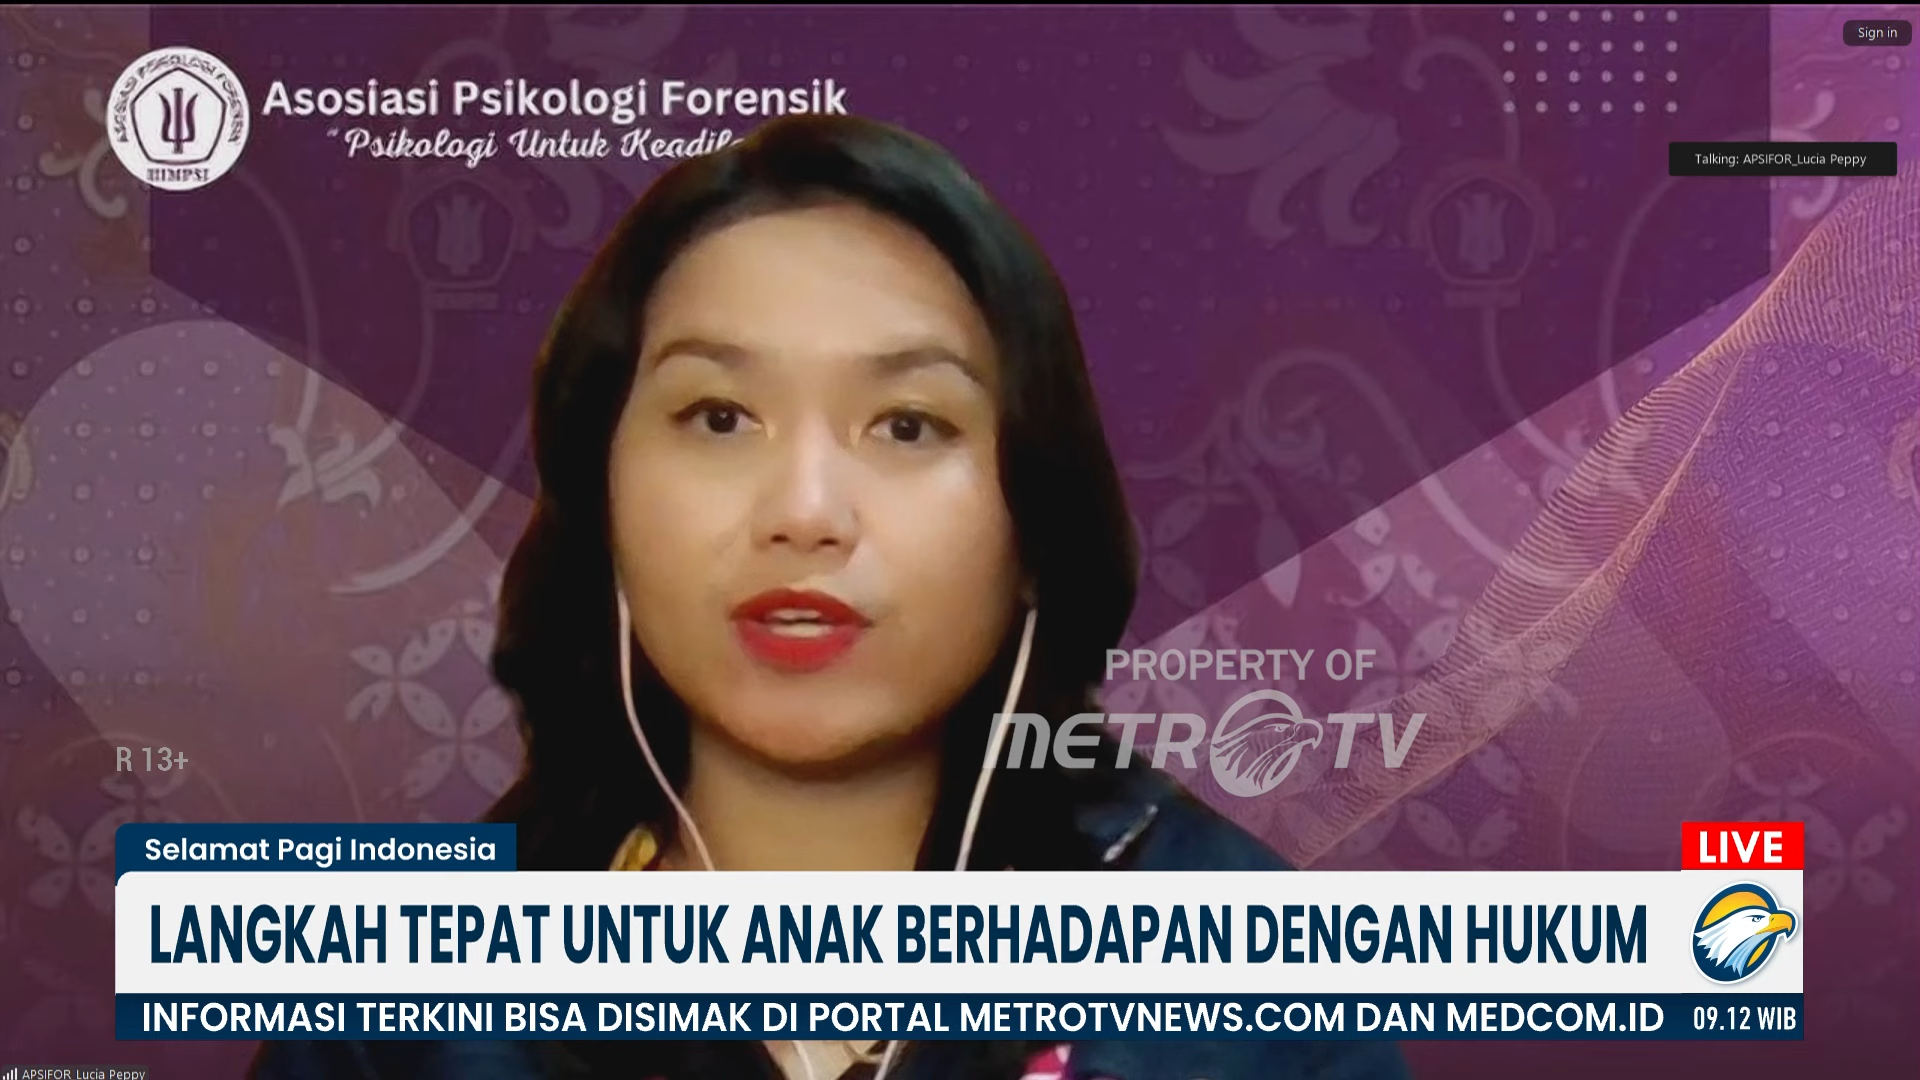 Sign in
Asosiasi Psikologi Forensik
"Psikologi Untuk Keadila
HIMPSI
Talking: APSIFOR_Lucia Peppy
PROPERTY OF
METRO TV
R 13+
Selamat Pagi Indonesia
LIVE
LANGKAH TEPAT UNTUK ANAK BERHADAPAN DENGAN HUKUM
INFORMASI TERKINI BISA DISIMAK DI PORTAL METROTVNEWS.COM DAN MEDCOM.ID
09.12 WIB
APSIFOR_Lucia Peppy